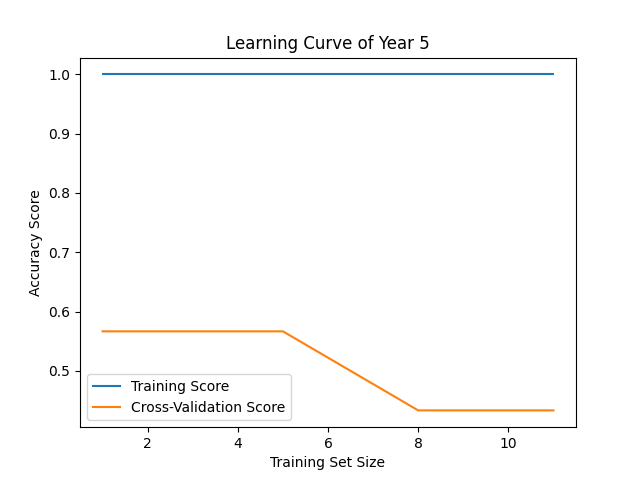 Learning Curve of Year 5
1.0
0.9
0.8
0.7
0.6
0.5
Accuracy Score
Training Score
Cross-Validation Score
2 4 6 8 10
Training Set Size